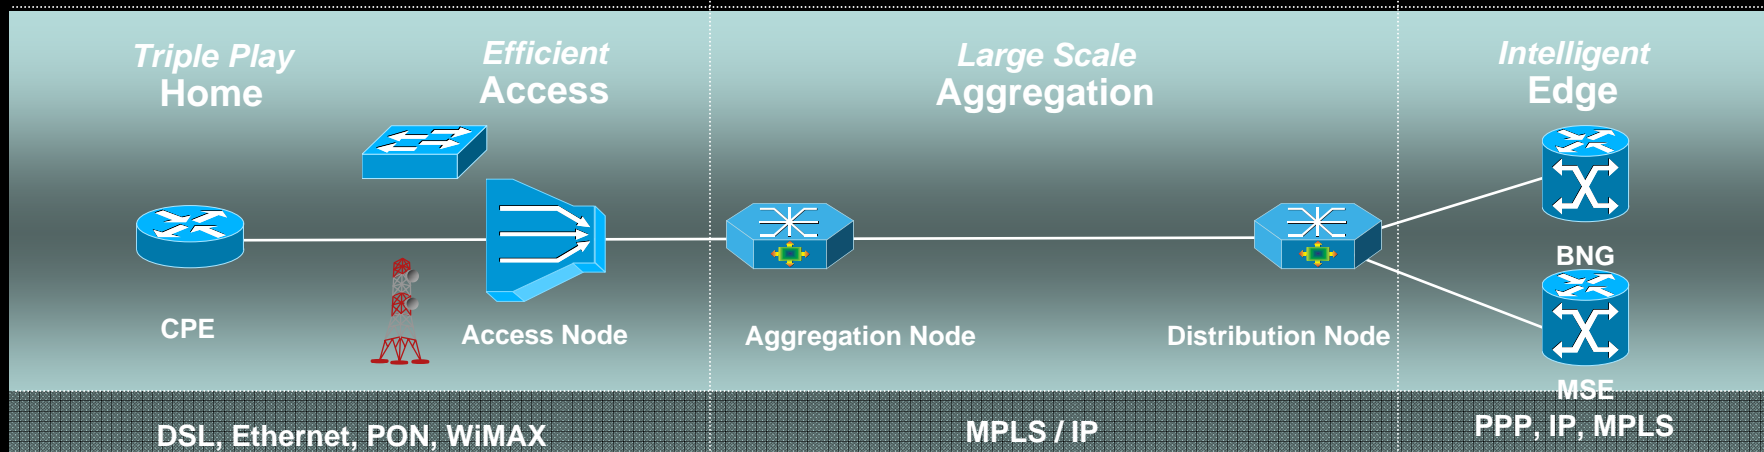 Triple Play
Home
Efficient
Access
Large Scale
Aggregation
Intelligent
Edge
BNG
CPE
Access Node
Aggregation Node
Distribution Node
MSE
DSL, Ethernet, PON, WiMAX
MPLS / IP
PPP, IP, MPLS